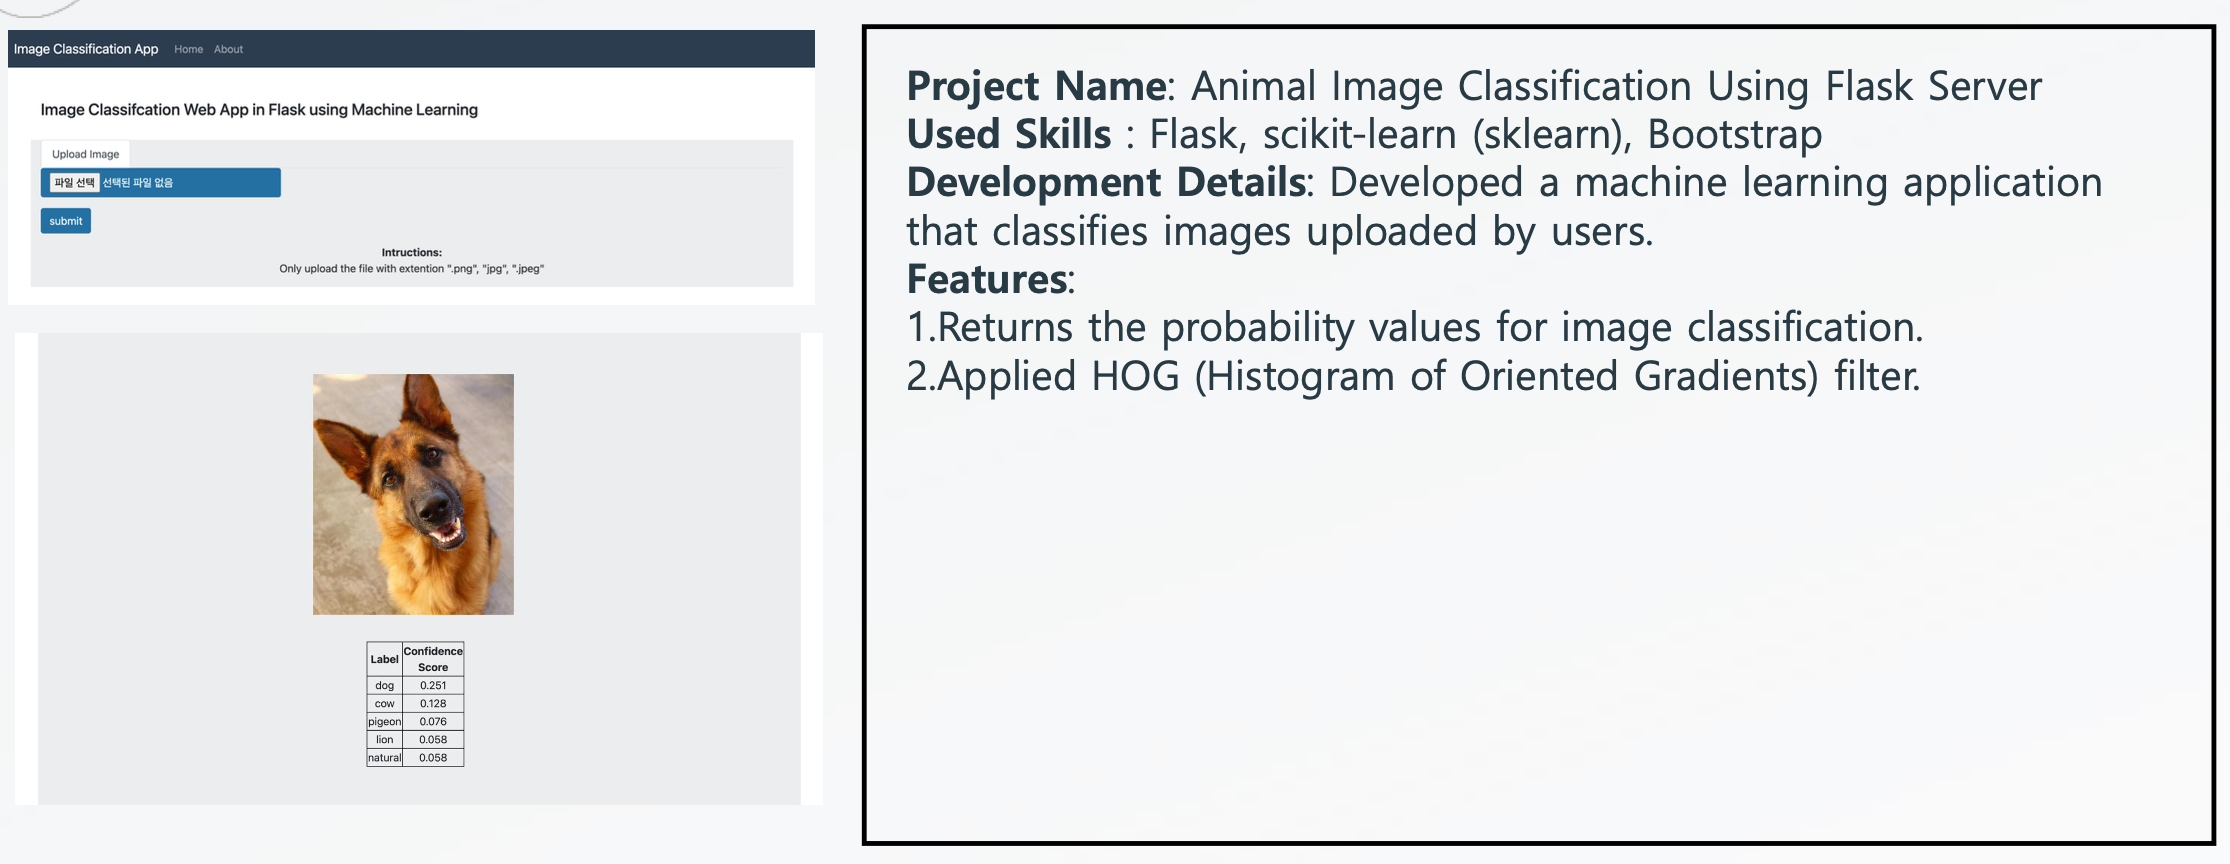 Image Classification App Home About
Image Classifcation Web App in Flask using Machine Learning
Upload Image
파일 선택 선택된 파일 없음
submit
Intructions:
Only upload the file with extention ".png", "jpg", ".jpeg"
Label Confidence Score
dog 0.251
cow 0.128
pigeon 0.076
lion 0.058
natural 0.058
Project Name: Animal Image Classification Using Flask Server
Used Skills : Flask, scikit-learn (sklearn), Bootstrap
Development Details: Developed a machine learning application
that classifies images uploaded by users.
Features:
1.Returns the probability values for image classification.
2.Applied HOG (Histogram of Oriented Gradients) filter.